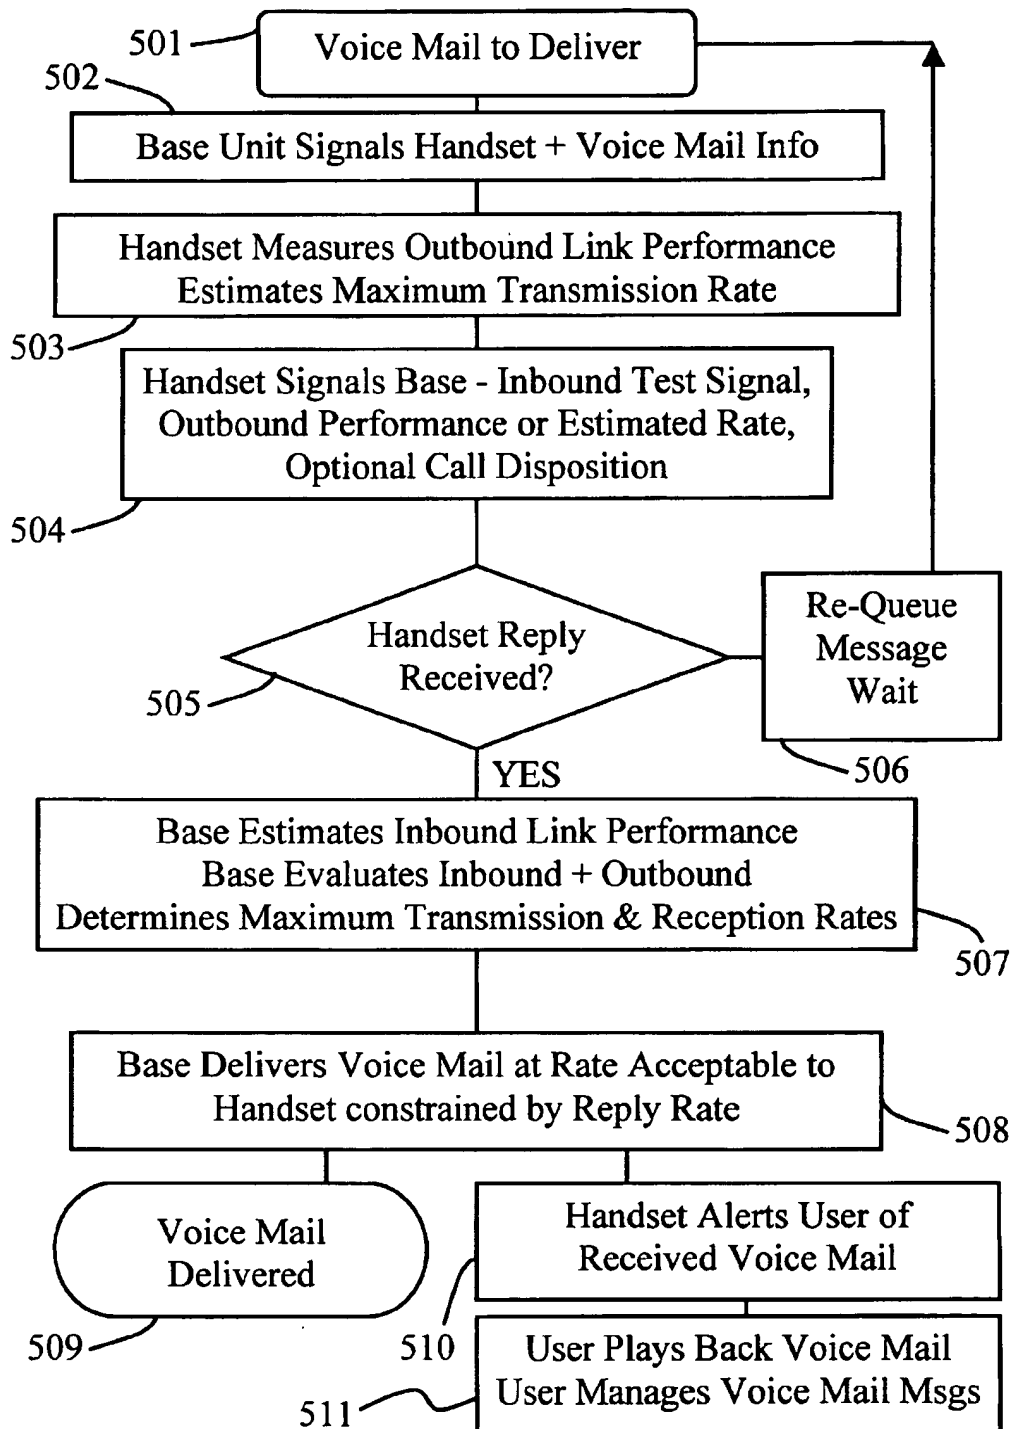 501
Voice Mail to Deliver
502
Base Unit Signals Handset + Voice Mail Info
Handset Measures Outbound Link Performance
Estimates Maximum Transmission Rate
503
Handset Signals Base - Inbound Test Signal,
Outbound Performance or Estimated Rate,
Optional Call Disposition
504
Handset Reply
Received?
505
Re-Queue
Message
Wait
506
YES
Base Estimates Inbound Link Performance
Base Evaluates Inbound + Outbound
Determines Maximum Transmission & Reception Rates
507
Base Delivers Voice Mail at Rate Acceptable to
Handset constrained by Reply Rate
508
Voice Mail
Delivered
509
Handset Alerts User of
Received Voice Mail
510
User Plays Back Voice Mail
User Manages Voice Mail Msgs
511